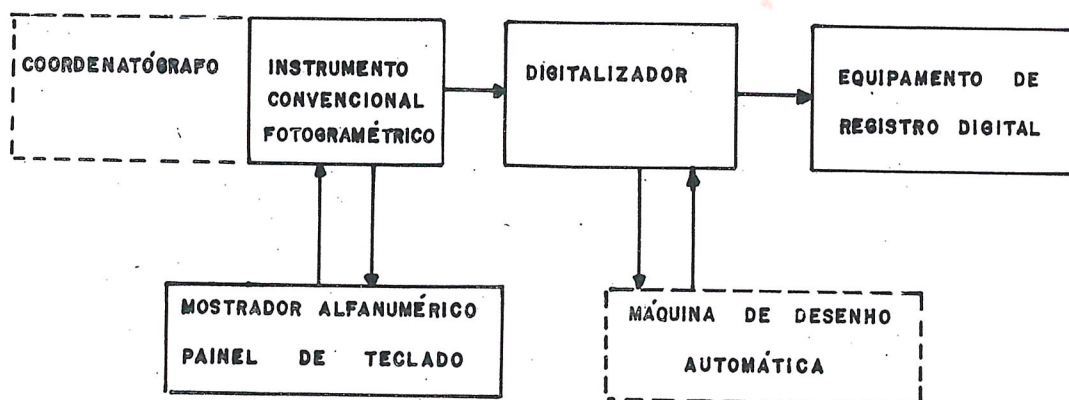 COORDENATÓGRAFO
INSTRUMENTO
CONVENCIONAL
FOTOGRAMÉTRICO
DIGITALIZADOR
EQUIPAMENTO DE
REGISTRO DIGITAL
MOSTRADOR ALFANUMÉRICO
PAINEL DE TECLADO
MÁQUINA DE DESENHO
AUTOMÁTICA